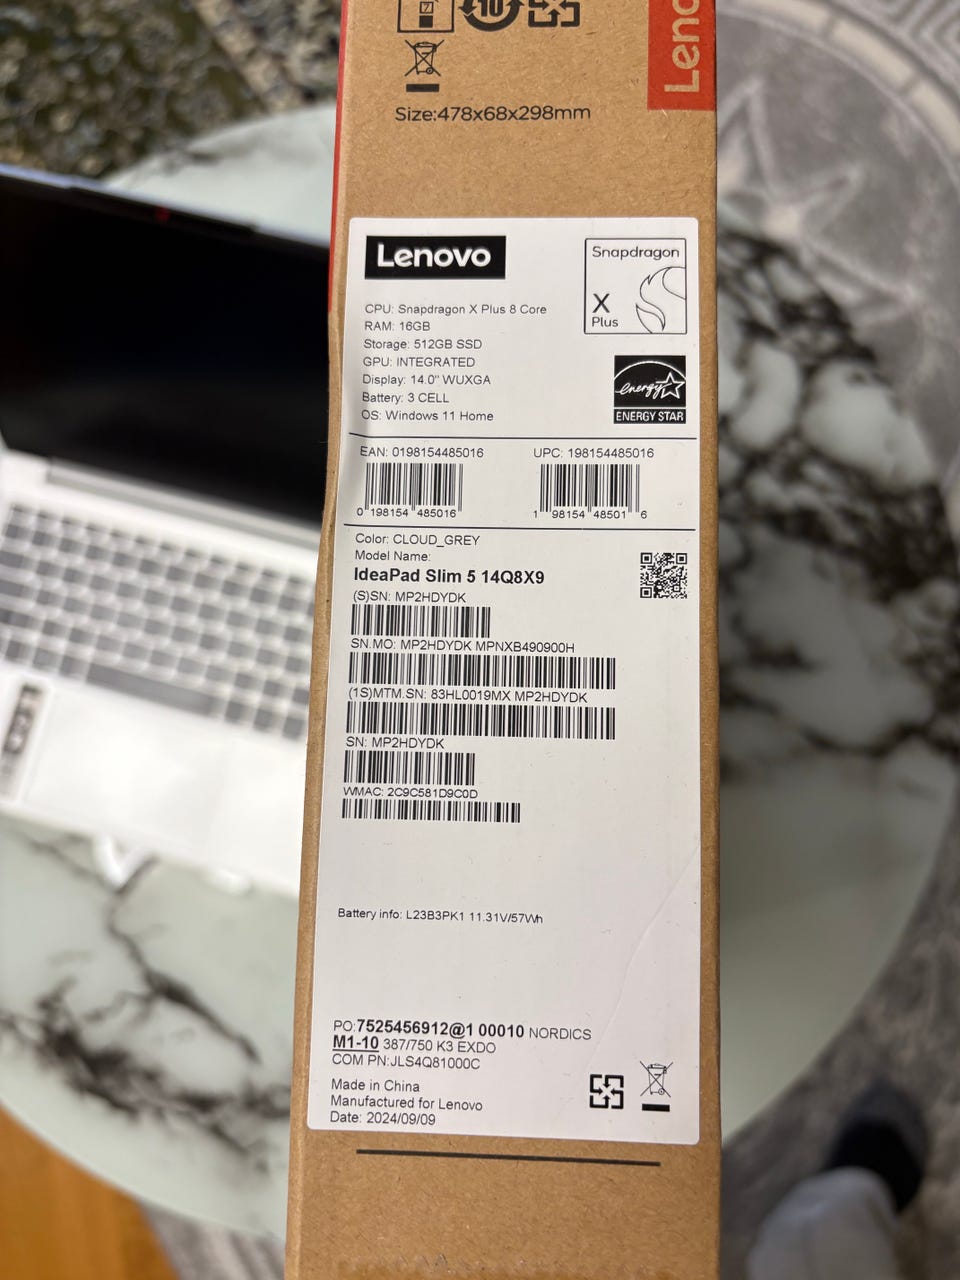 10
Size:478x68x298mm
Leno
Lenovo
Snapdragon
X
Plus
CPU: Snapdragon X Plus 8 Core
RAM: 16GB
Storage: 512GB SSD
GPU: INTEGRATED
Display: 14.0" WUXGA
Battery: 3 CELL
OS: Windows 11 Home
energy
ENERGY STAR
EAN: 0198154485016
UPC: 198154485016
0 198154 485016
1 98154 48501 6
Color: CLOUD_GREY
Model Name:
IdeaPad Slim 5 14Q8X9
(S)SN: MP2HDYDK
SN.MO: MP2HDYDK MPNXB490900H
(1S)MTM.SN: 83HL0019MX MP2HDYDK
SN: MP2HDYDK
WMAC: 2C9C581D9C0D
Battery info: L23B3PK1 11.31V/57Wh
PO:7525456912@1 00010 NORDICS
M1-10 387/750 K3 EXDO
COM PN:JLS4Q81000C
Made in China
Manufactured for Lenovo
Date: 2024/09/09